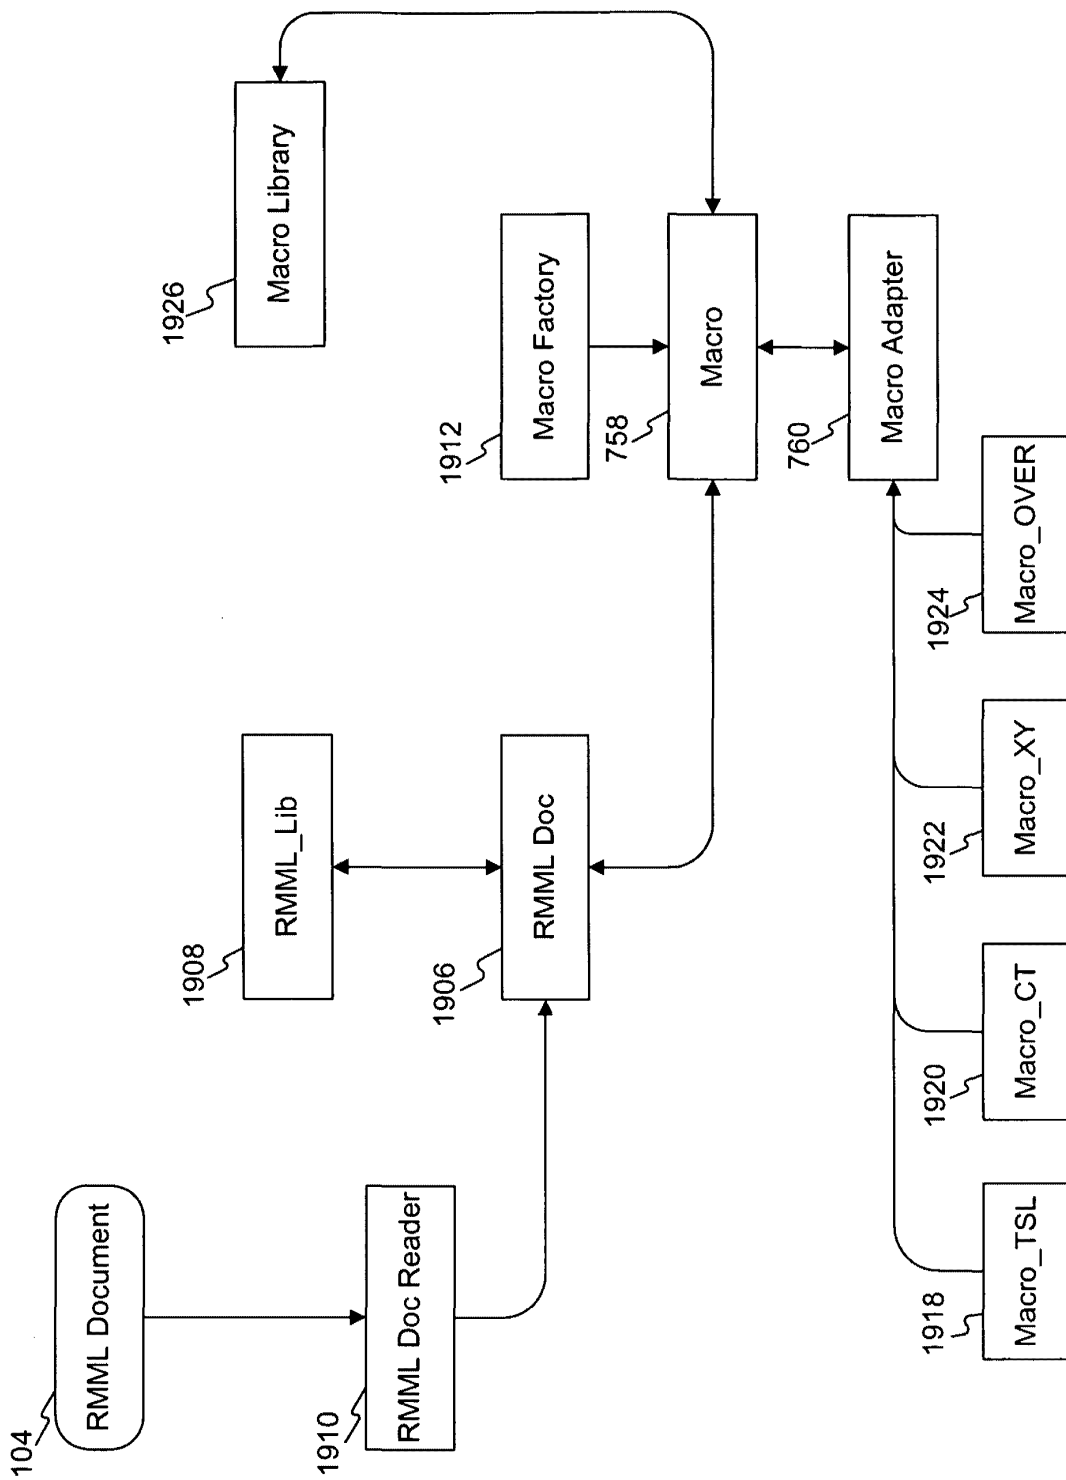 104
RMML Document
1910
RMML Doc Reader
1908
RMML_Lib
1906
RMML Doc
1926
Macro Library
1912
Macro Factory
758
Macro
760
Macro Adapter
1918
Macro_TSL
1920
Macro_CT
1922
Macro_XY
1924
Macro_OVER